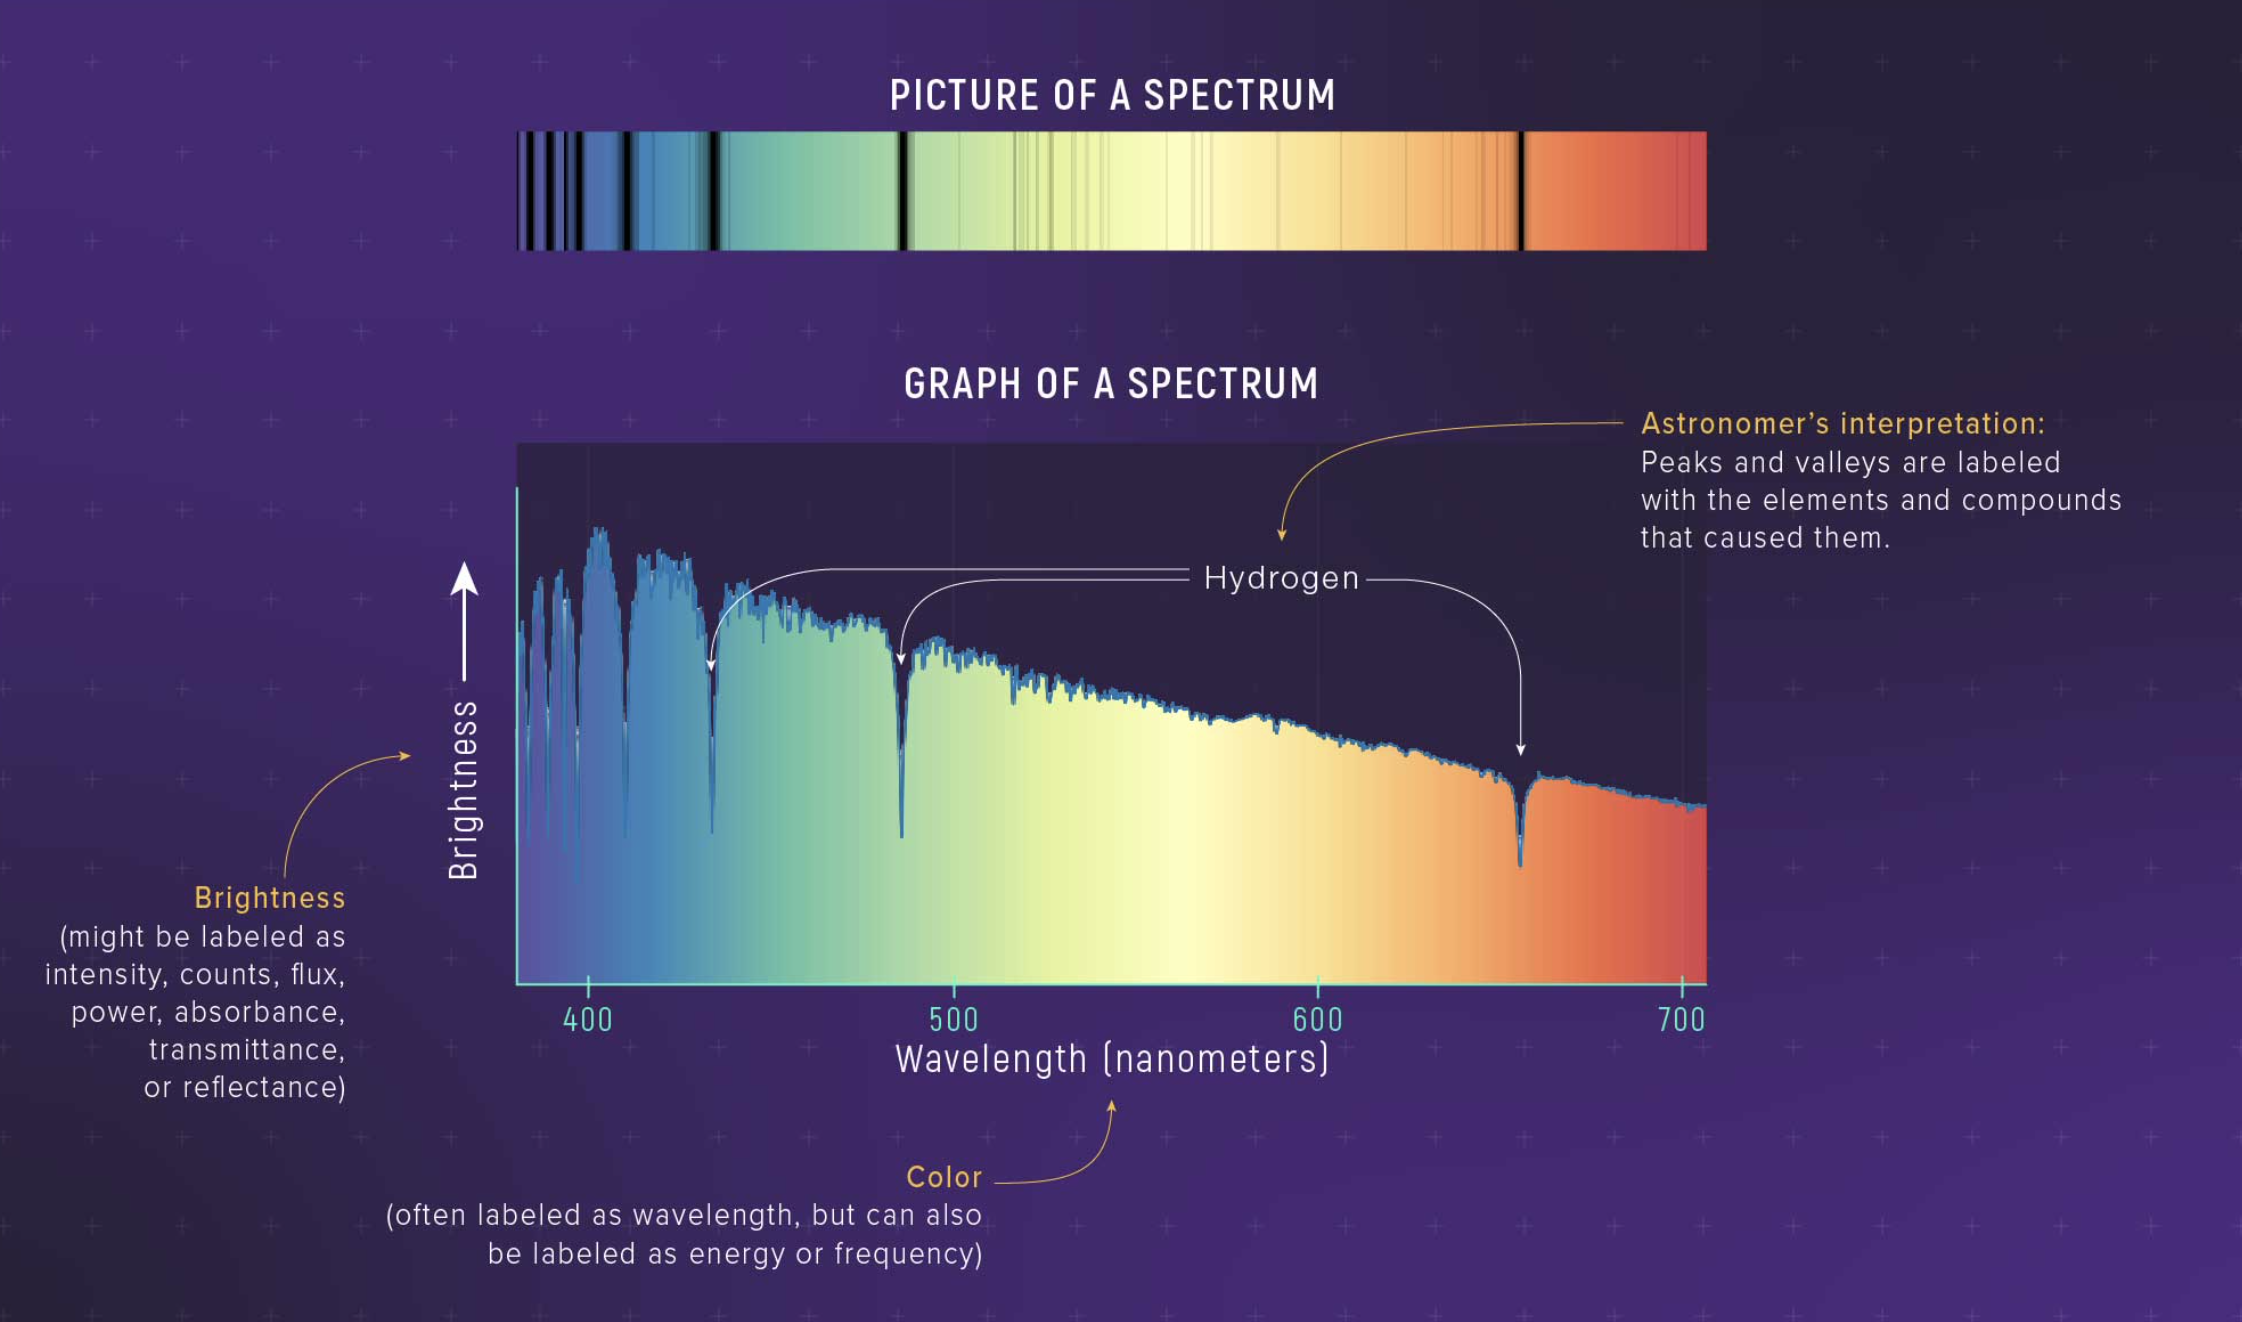 PICTURE OF A SPECTRUM
GRAPH OF A SPECTRUM
Astronomer’s interpretation:
Peaks and valleys are labeled
with the elements and compounds
that caused them.
Hydrogen
Brightness
Brightness
(might be labeled as
intensity, counts, flux,
power, absorbance,
transmittance,
or reflectance)
400 500 600 700
Wavelength (nanometers)
Color
(often labeled as wavelength, but can also
be labeled as energy or frequency)